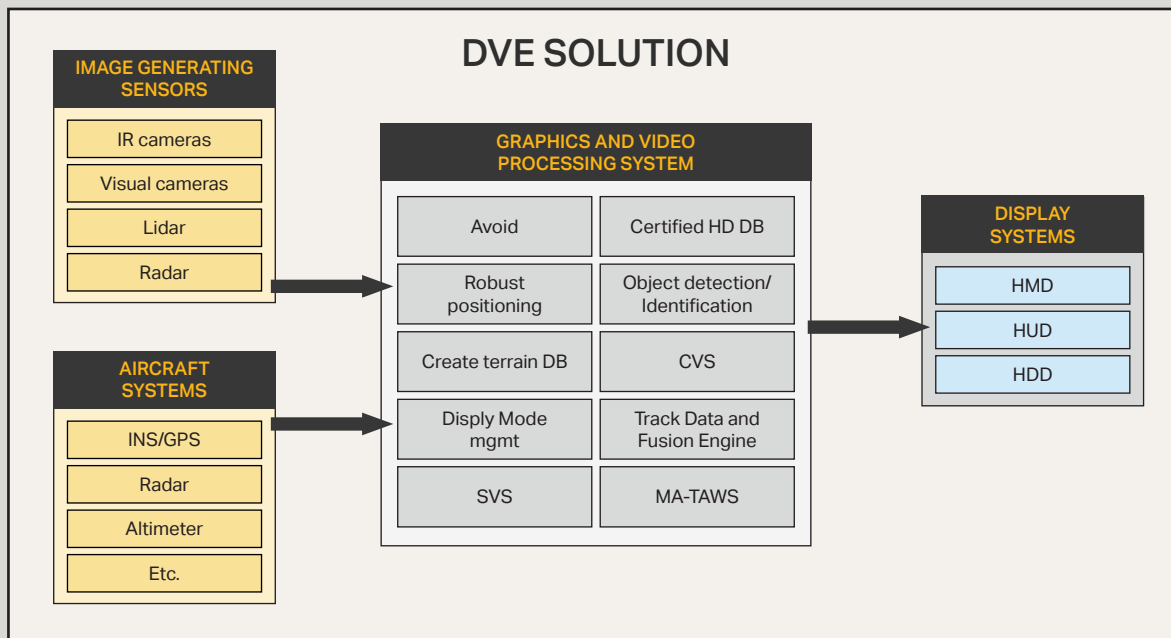 DVE SOLUTION
IMAGE GENERATING
SENSORS
IR cameras
Visual cameras
Lidar
Radar
AIRCRAFT
SYSTEMS
INS/GPS
Radar
Altimeter
Etc.
GRAPHICS AND VIDEO
PROCESSING SYSTEM
Avoid
Certified HD DB
Robust
positioning
Object detection/
Identification
Create terrain DB
CVS
Disply Mode
mgmt
Track Data and
Fusion Engine
SVS
MA-TAWS
DISPLAY
SYSTEMS
HMD
HUD
HDD